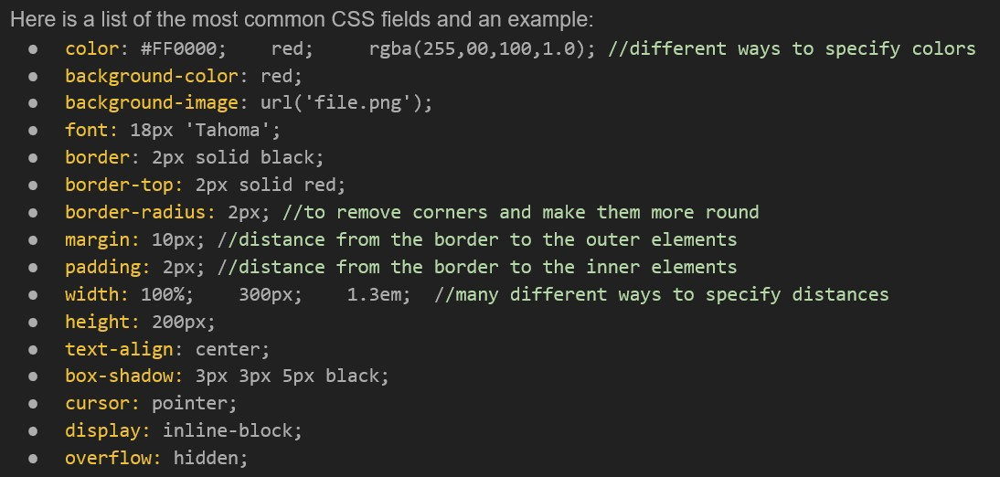 Here is a list of the most common CSS fields and an example:
● color: #FF0000;    red;     rgba(255,00,100,1.0); //different ways to specify colors
● background-color: red;
● background-image: url('file.png');
● font: 18px 'Tahoma';
● border: 2px solid black;
● border-top: 2px solid red;
● border-radius: 2px; //to remove corners and make them more round
● margin: 10px; //distance from the border to the outer elements
● padding: 2px; //distance from the border to the inner elements
● width: 100%;    300px;    1.3em;  //many different ways to specify distances
● height: 200px;
● text-align: center;
● box-shadow: 3px 3px 5px black;
● cursor: pointer;
● display: inline-block;
● overflow: hidden;